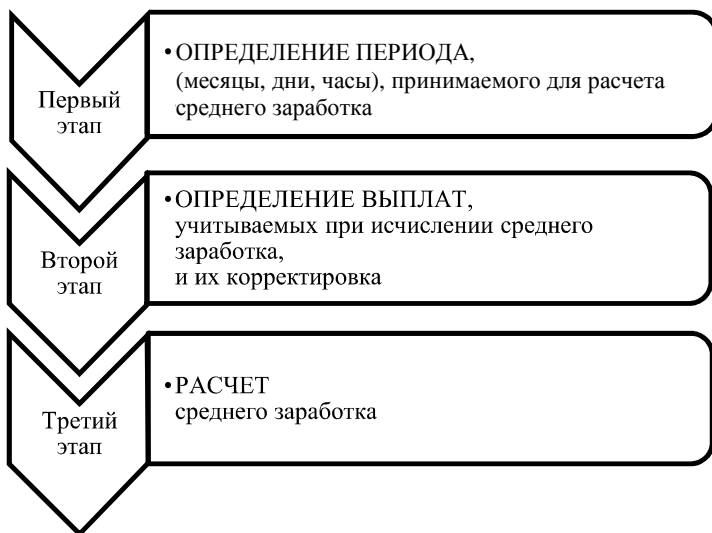 Первый
этап
•ОПРЕДЕЛЕНИЕ ПЕРИОДА,
(месяцы, дни, часы), принимаемого для расчета
среднего заработка
Второй
этап
•ОПРЕДЕЛЕНИЕ ВЫПЛАТ,
учитываемых при исчислении среднего
заработка,
и их корректировка
Третий
этап
•РАСЧЕТ
среднего заработка